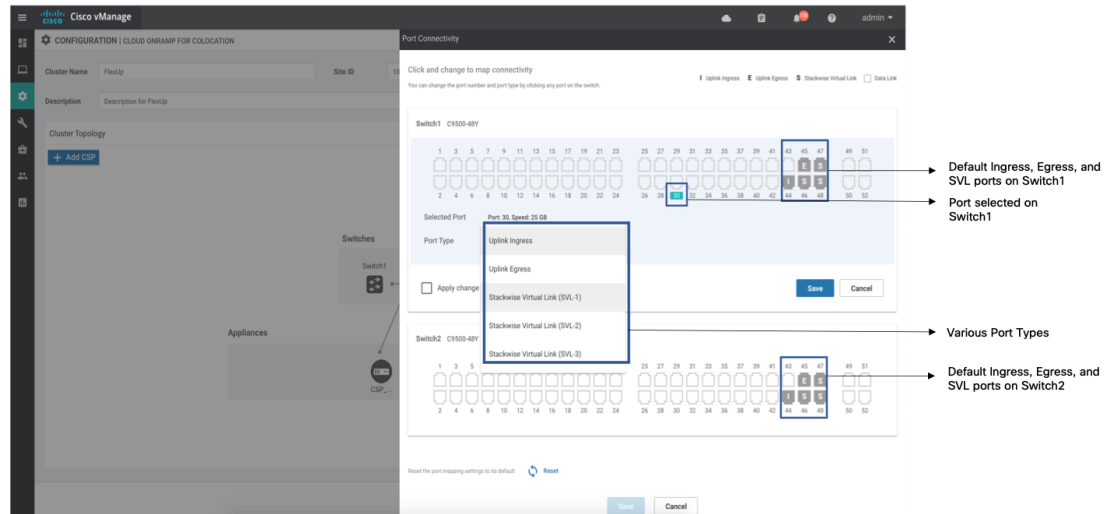 cisco Cisco vManage
admin
CONFIGURATION | CLOUD ONRAMP FOR COLOCATION
Port Connectivity
Cluster Name FlexUp Site ID 10
Description Description for FlexUp
Cluster Topology
+ Add CSP
Switches
Switch1
Appliances
CSP_...
Click and change to map connectivity
You can change the port number and port type by clicking any port on the switch.
I Uplink Ingress E Uplink Egress S Stackwise Virtual Link Data Link
Switch1 C9500-48Y
1 3 5 7 9 11 13 15 17 19 21 23 25 27 29 31 33 35 37 39 41 43 45 47 49 51
E S
I S S
2 4 6 8 10 12 14 16 18 20 22 24 26 28 30 32 34 36 38 40 42 44 46 48 50 52
Selected Port Port: 30, Speed: 25 GB
Port Type
Uplink Ingress
Uplink Egress
Stackwise Virtual Link (SVL-1)
Stackwise Virtual Link (SVL-2)
Stackwise Virtual Link (SVL-3)
Apply change
Save Cancel
Switch2 C9500-48Y
1 3 5 25 27 29 31 33 35 37 39 41 43 45 47 49 51
E S
I S S
2 4 6 8 10 12 14 16 18 20 22 24 26 28 30 32 34 36 38 40 42 44 46 48 50 52
Reset the port mapping settings to its default Reset
Save Cancel
Default Ingress, Egress, and
SVL ports on Switch1
Port selected on
Switch1
Various Port Types
Default Ingress, Egress, and
SVL ports on Switch2